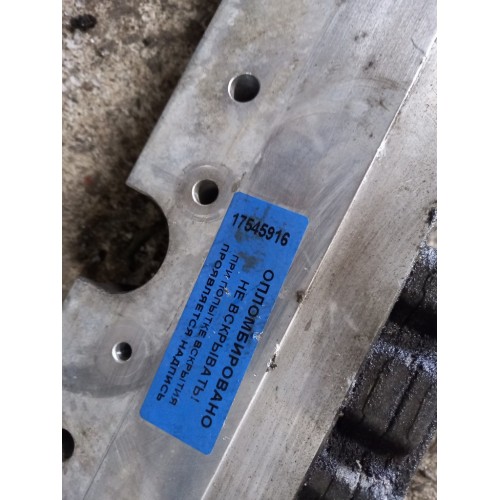 17545916
ОПЛОМБИРОВАНО
НЕ ВСКРЫВАТЬ!
ПРИ ПОПЫТКЕ ВСКРЫТИЯ
ПРОЯВЛЯЕТСЯ НАДПИСЬ